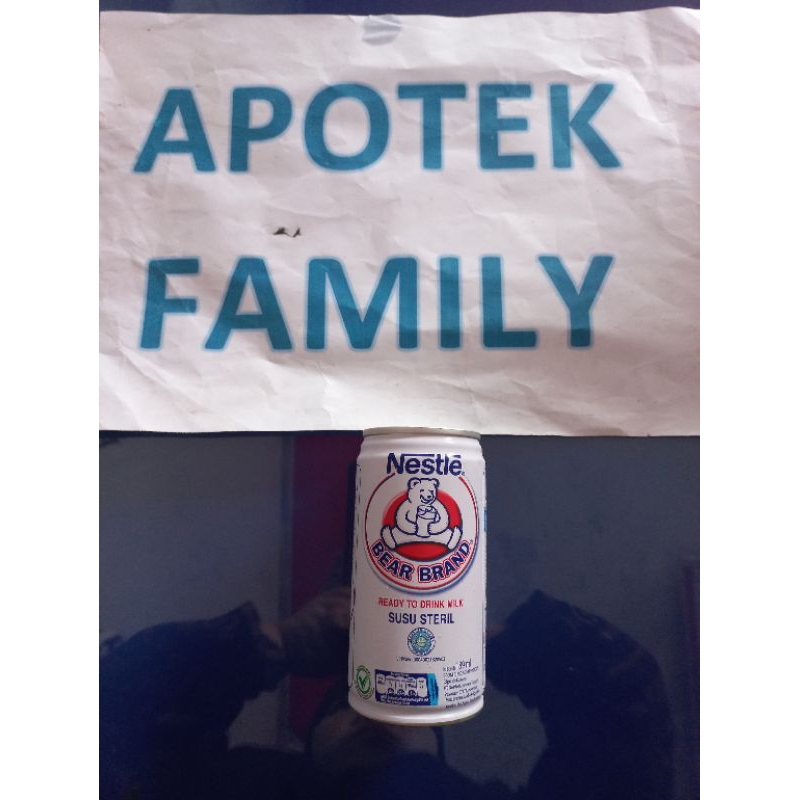 APOTEK
FAMILY
Nestlé
BEAR BRAND
READY TO DRINK MILK
SUSU STERIL